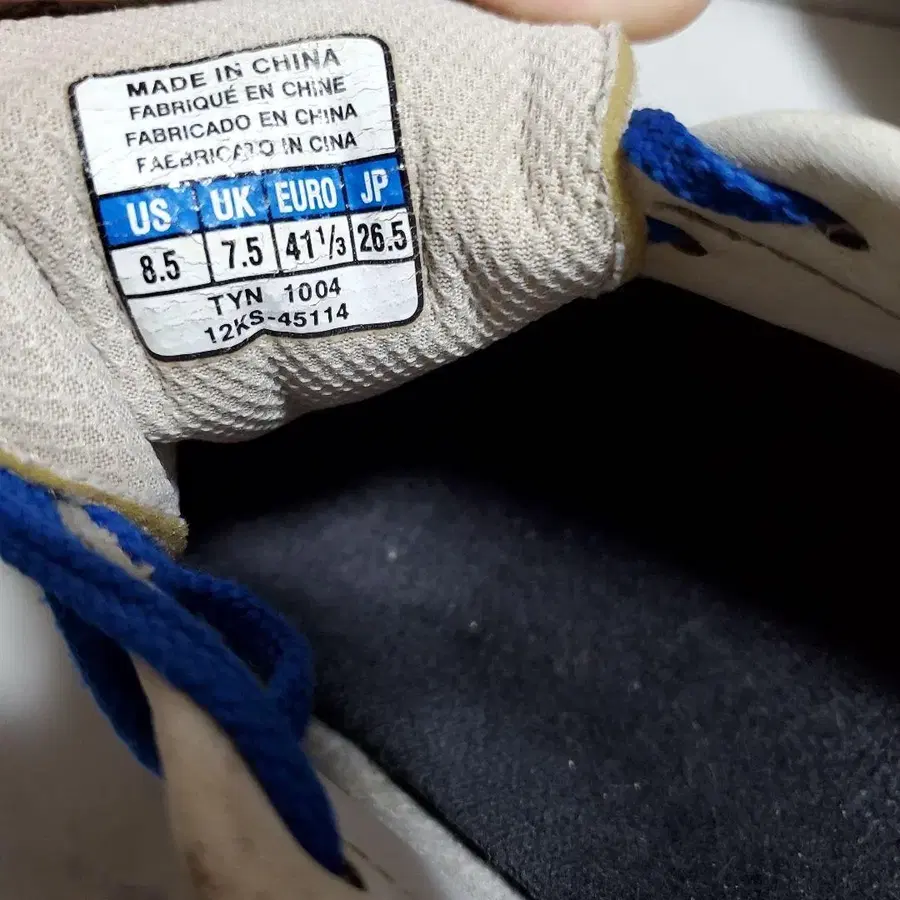 MADE IN CHINA
FABRIQUÉ EN CHINE
FABRICADO EN CHINA
FAEBRICATO IN CINA
US UK EURO JP
8.5 7.5 41 1/3 26.5
TYN 1004
12KS-45114